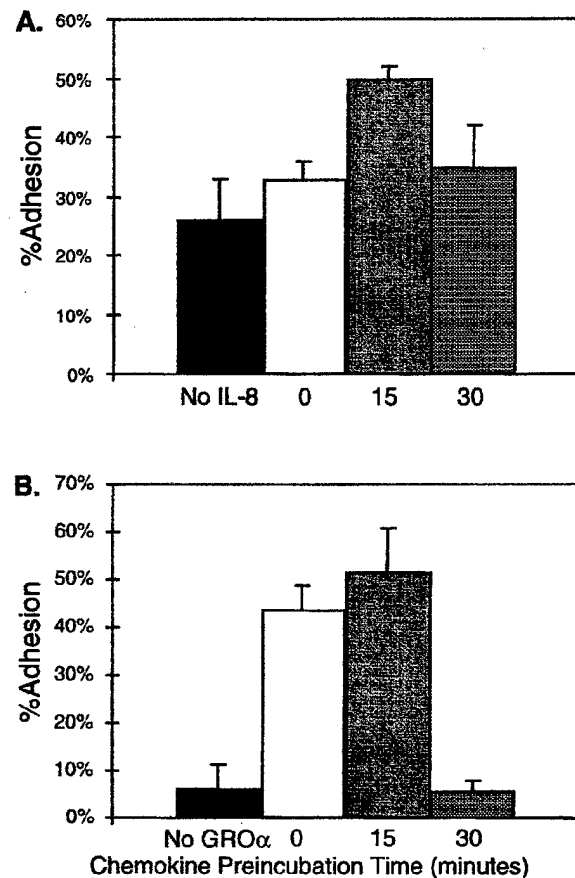 A.
60%
50%
40%
30%
20%
10%
0%
%Adhesion
No IL-8 0 15 30
B.
70%
60%
50%
40%
30%
20%
10%
0%
%Adhesion
No GROα 0 15 30
Chemokine Preincubation Time (minutes)